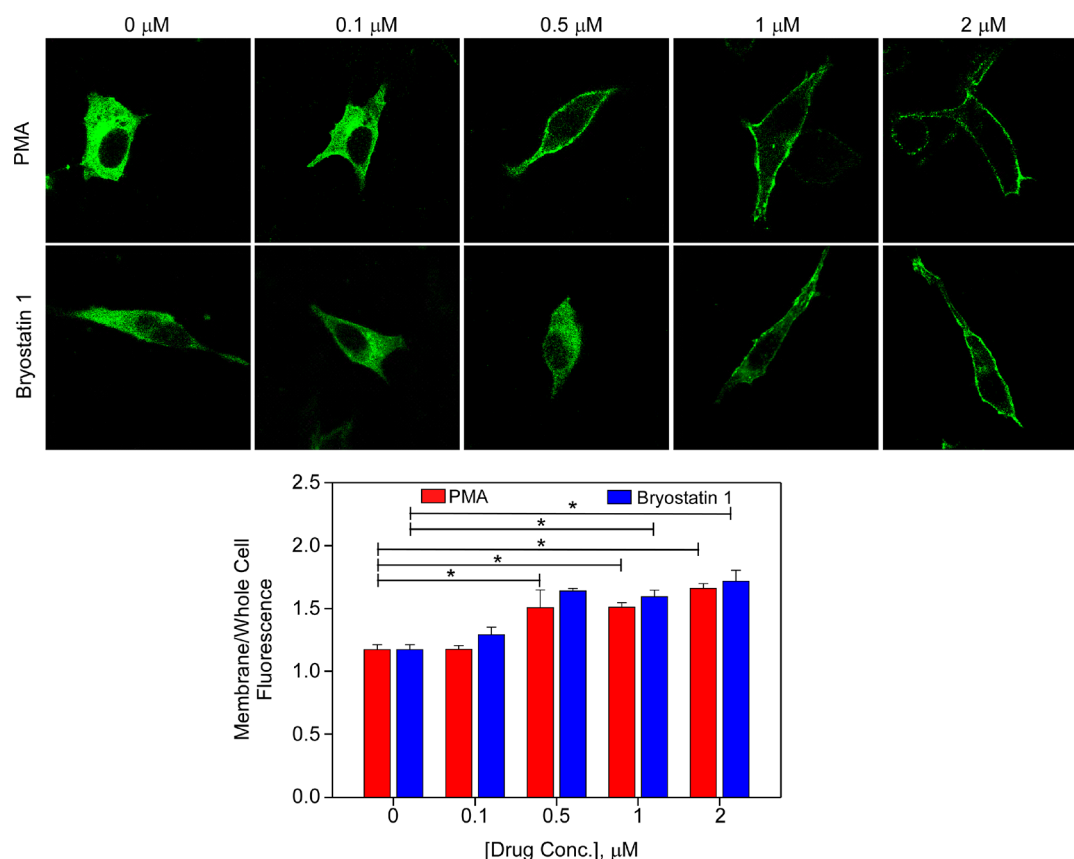 0 μM 0.1 μM 0.5 μM 1 μM 2 μM
PMA
Bryostatin 1
2.5
2.0
1.5
1.0
0.5
0.0
Membrane/Whole Cell
Fluorescence
PMA Bryostatin 1
*
*
*
*
*
0 0.1 0.5 1 2
[Drug Conc.], μM